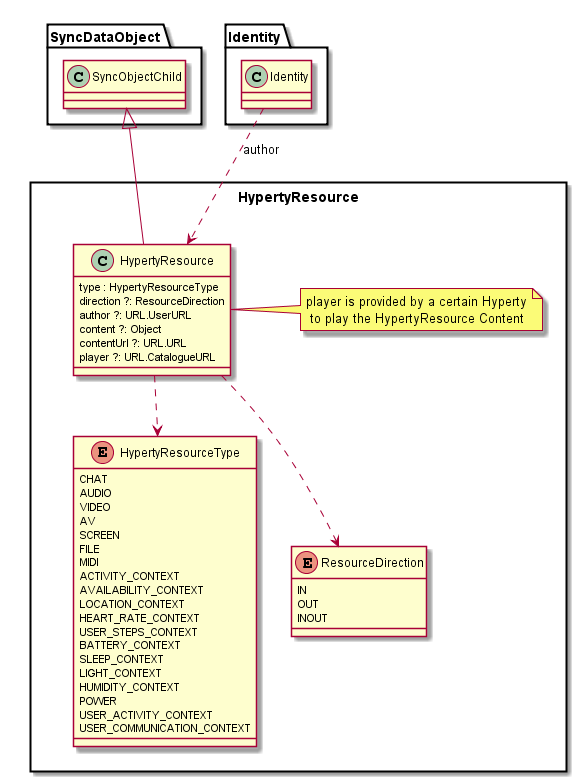 SyncDataObject
Identity
C SyncObjectChild
C Identity
author
HypertyResource
C HypertyResource
type : HypertyResourceType
direction ?: ResourceDirection
author ?: URL.UserURL
content ?: Object
contentUrl ?: URL.URL
player ?: URL.CatalogueURL
player is provided by a certain Hyperty
to play the HypertyResource Content
E HypertyResourceType
CHAT
AUDIO
VIDEO
AV
SCREEN
FILE
MIDI
ACTIVITY_CONTEXT
AVAILABILITY_CONTEXT
LOCATION_CONTEXT
HEART_RATE_CONTEXT
USER_STEPS_CONTEXT
BATTERY_CONTEXT
SLEEP_CONTEXT
LIGHT_CONTEXT
HUMIDITY_CONTEXT
POWER
USER_ACTIVITY_CONTEXT
USER_COMMUNICATION_CONTEXT
E ResourceDirection
IN
OUT
INOUT